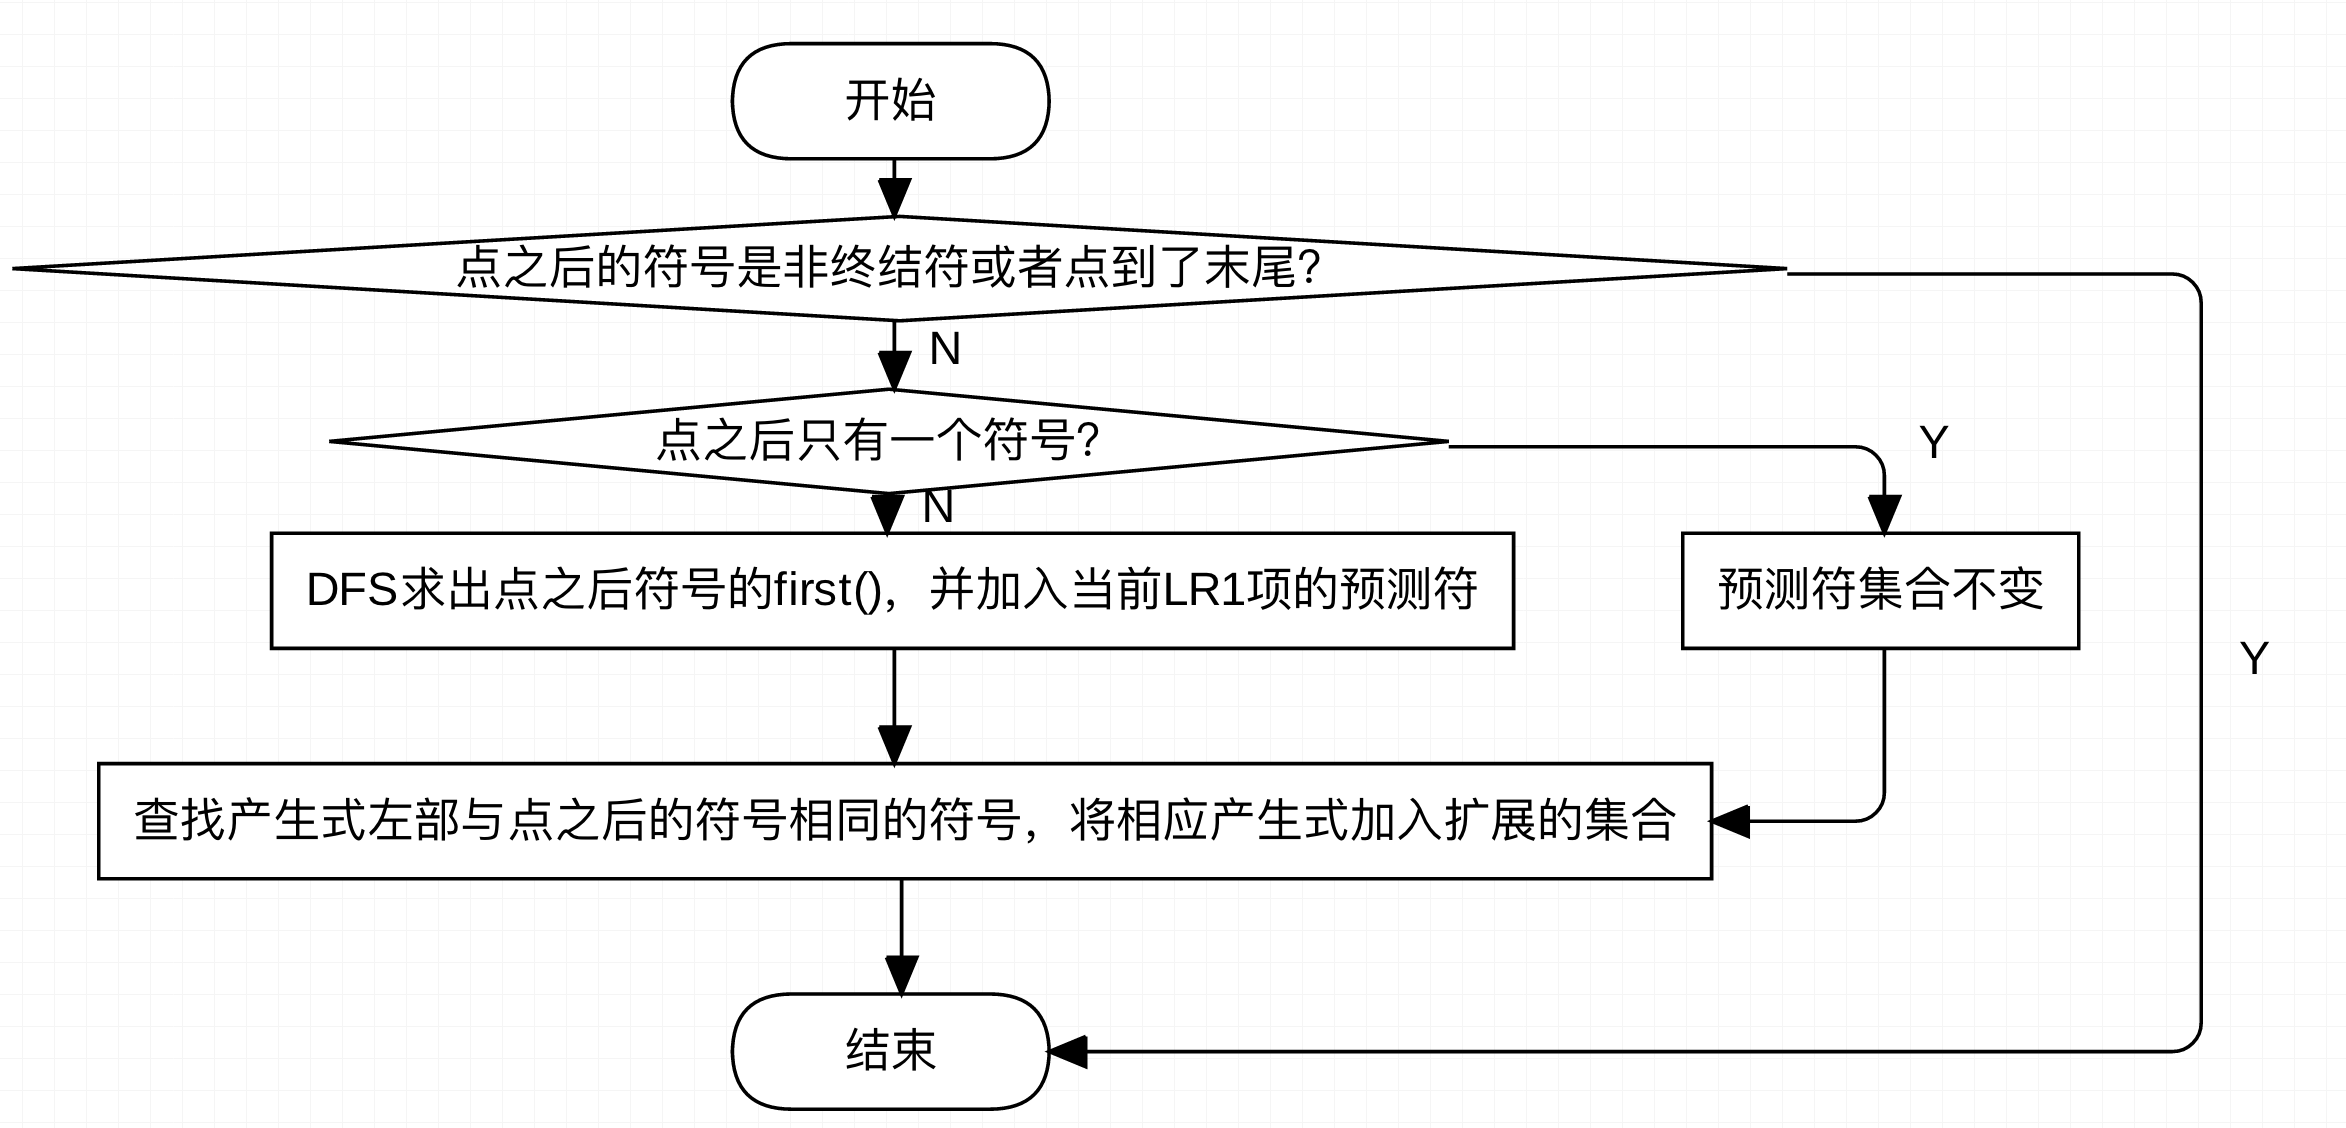 开始
点之后的符号是非终结符或者点到了末尾?
N
点之后只有一个符号?
Y
N
DFS求出点之后符号的first()，并加入当前LR1项的预测符
预测符集合不变
Y
查找产生式左部与点之后的符号相同的符号，将相应产生式加入扩展的集合
结束